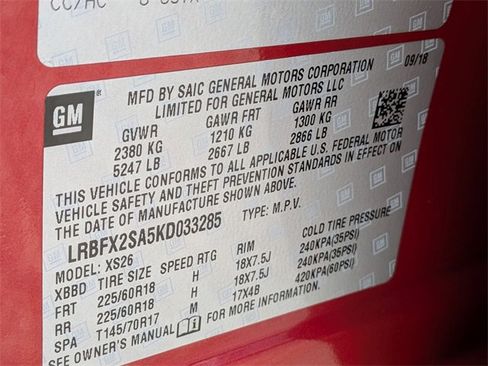 GM
MFD BY SAIC GENERAL MOTORS CORPORATION 09/18
LIMITED FOR GENERAL MOTORS LLC
GVWR GAWR FRT GAWR RR
2380 KG 1210 KG 1300 KG
5247 LB 2667 LB 2866 LB
THIS VEHICLE CONFORMS TO ALL APPLICABLE U.S. FEDERAL MOTOR
VEHICLE SAFETY AND THEFT PREVENTION STANDARDS IN EFFECT ON
THE DATE OF MANUFACTURE SHOWN ABOVE.
LRBFX2SA5KD033285 TYPE: M.P.V.
MODEL: XS26
XBBD TIRE SIZE SPEED RTG RIM COLD TIRE PRESSURE
FRT 225/60R18 H 18X7.5J 240KPA(35PSI)
RR 225/60R18 H 18X7.5J 240KPA(35PSI)
SPA T145/70R17 M 17X4B 420KPA(60PSI)
SEE OWNER'S MANUAL FOR MORE INFORMATION.